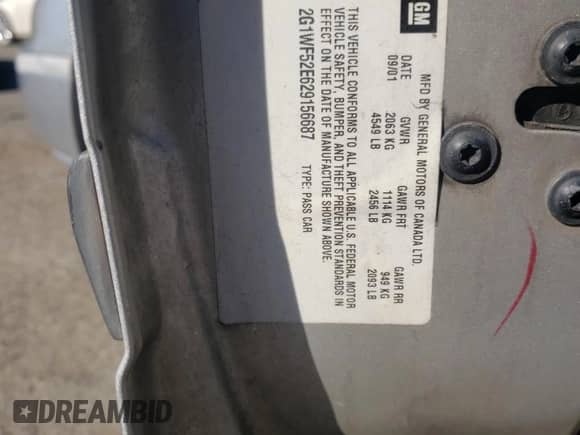 GM
MFD BY GENERAL MOTORS OF CANADA LTD.
DATE GVWR GAWR FRT GAWR RR
09/01 2063 KG 1114 KG 949 KG
4549 LB 2456 LB 2093 LB
THIS VEHICLE CONFORMS TO ALL APPLICABLE U.S. FEDERAL MOTOR
VEHICLE SAFETY, BUMPER, AND THEFT PREVENTION STANDARDS IN
EFFECT ON THE DATE OF MANUFACTURE SHOWN ABOVE.
2G1WF52E629156687 TYPE: PASS CAR
DREAMBID